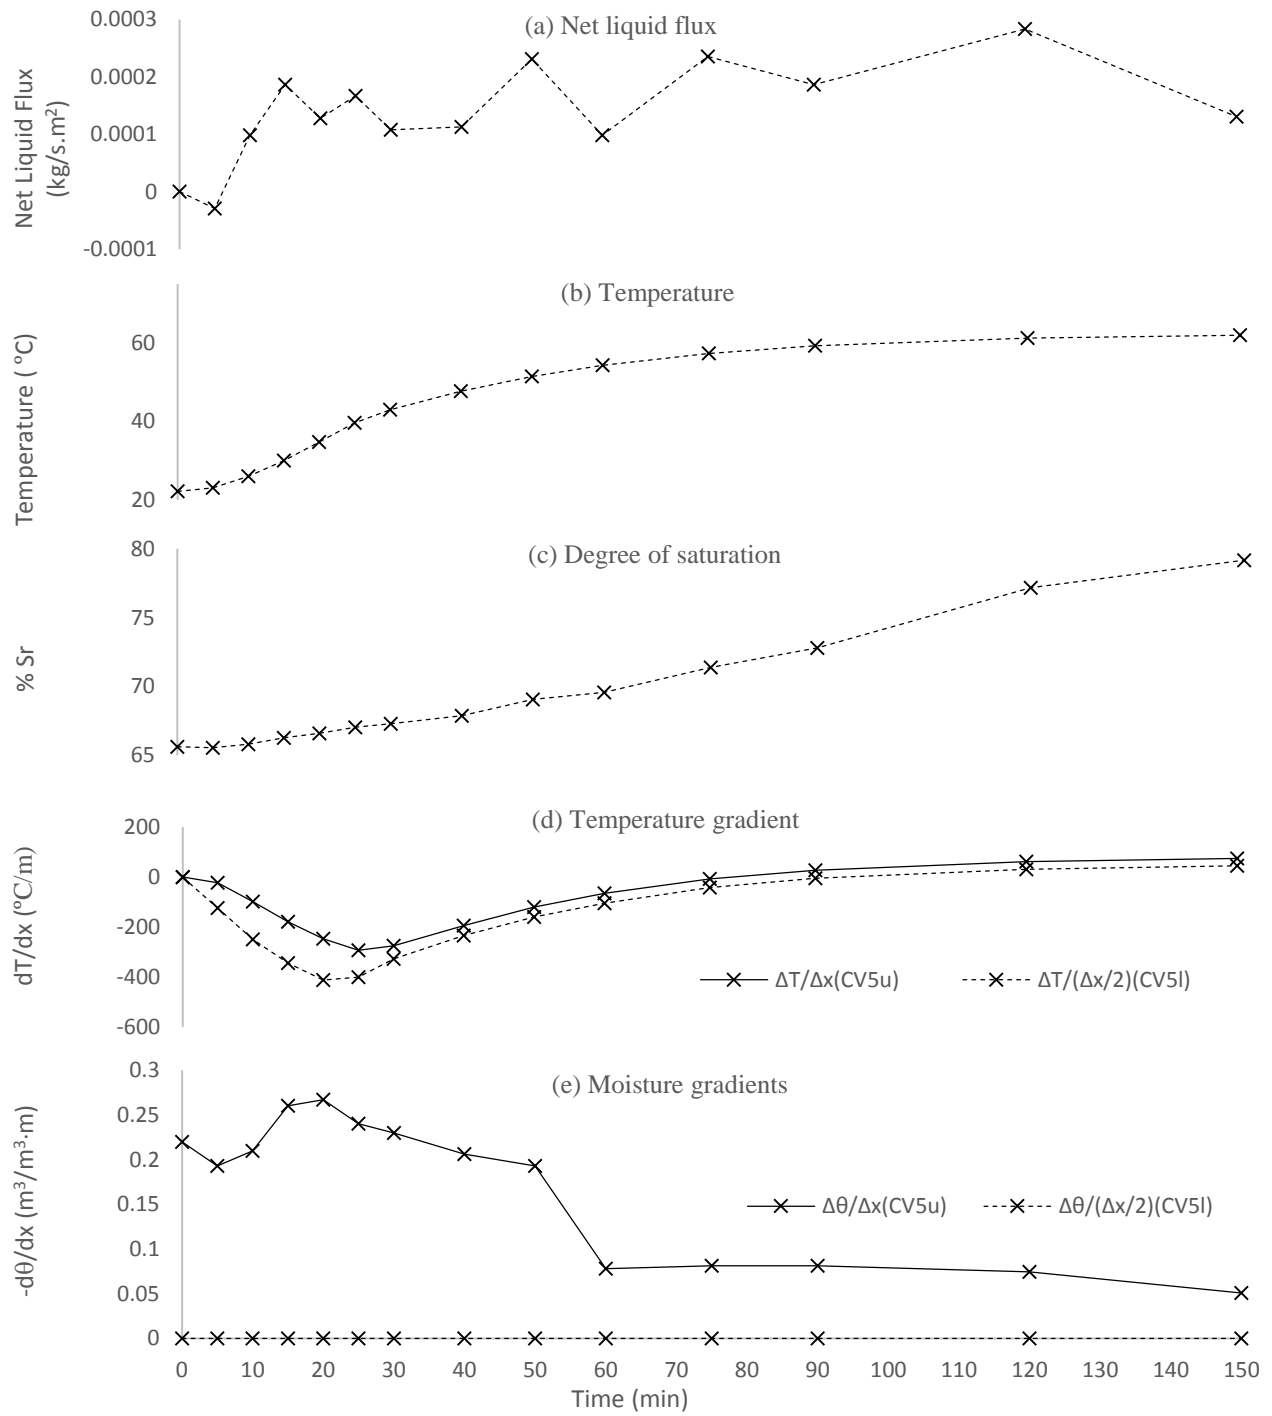 (a) Net liquid flux
Net Liquid Flux
(kg/s.m²)
0.0003
0.0002
0.0001
0
-0.0001
(b) Temperature
Temperature ( ºC)
60
40
20
(c) Degree of saturation
% Sr
80
75
70
65
(d) Temperature gradient
dT/dx (ºC/m)
200
0
-200
-400
-600
ΔT/Δx(CV5u)
ΔT/(Δx/2)(CV5l)
(e) Moisture gradients
-dθ/dx (m³/m³·m)
0.3
0.25
0.2
0.15
0.1
0.05
0
Δθ/Δx(CV5u)
Δθ/(Δx/2)(CV5l)
0 10 20 30 40 50 60 70 80 90 100 110 120 130 140 150
Time (min)